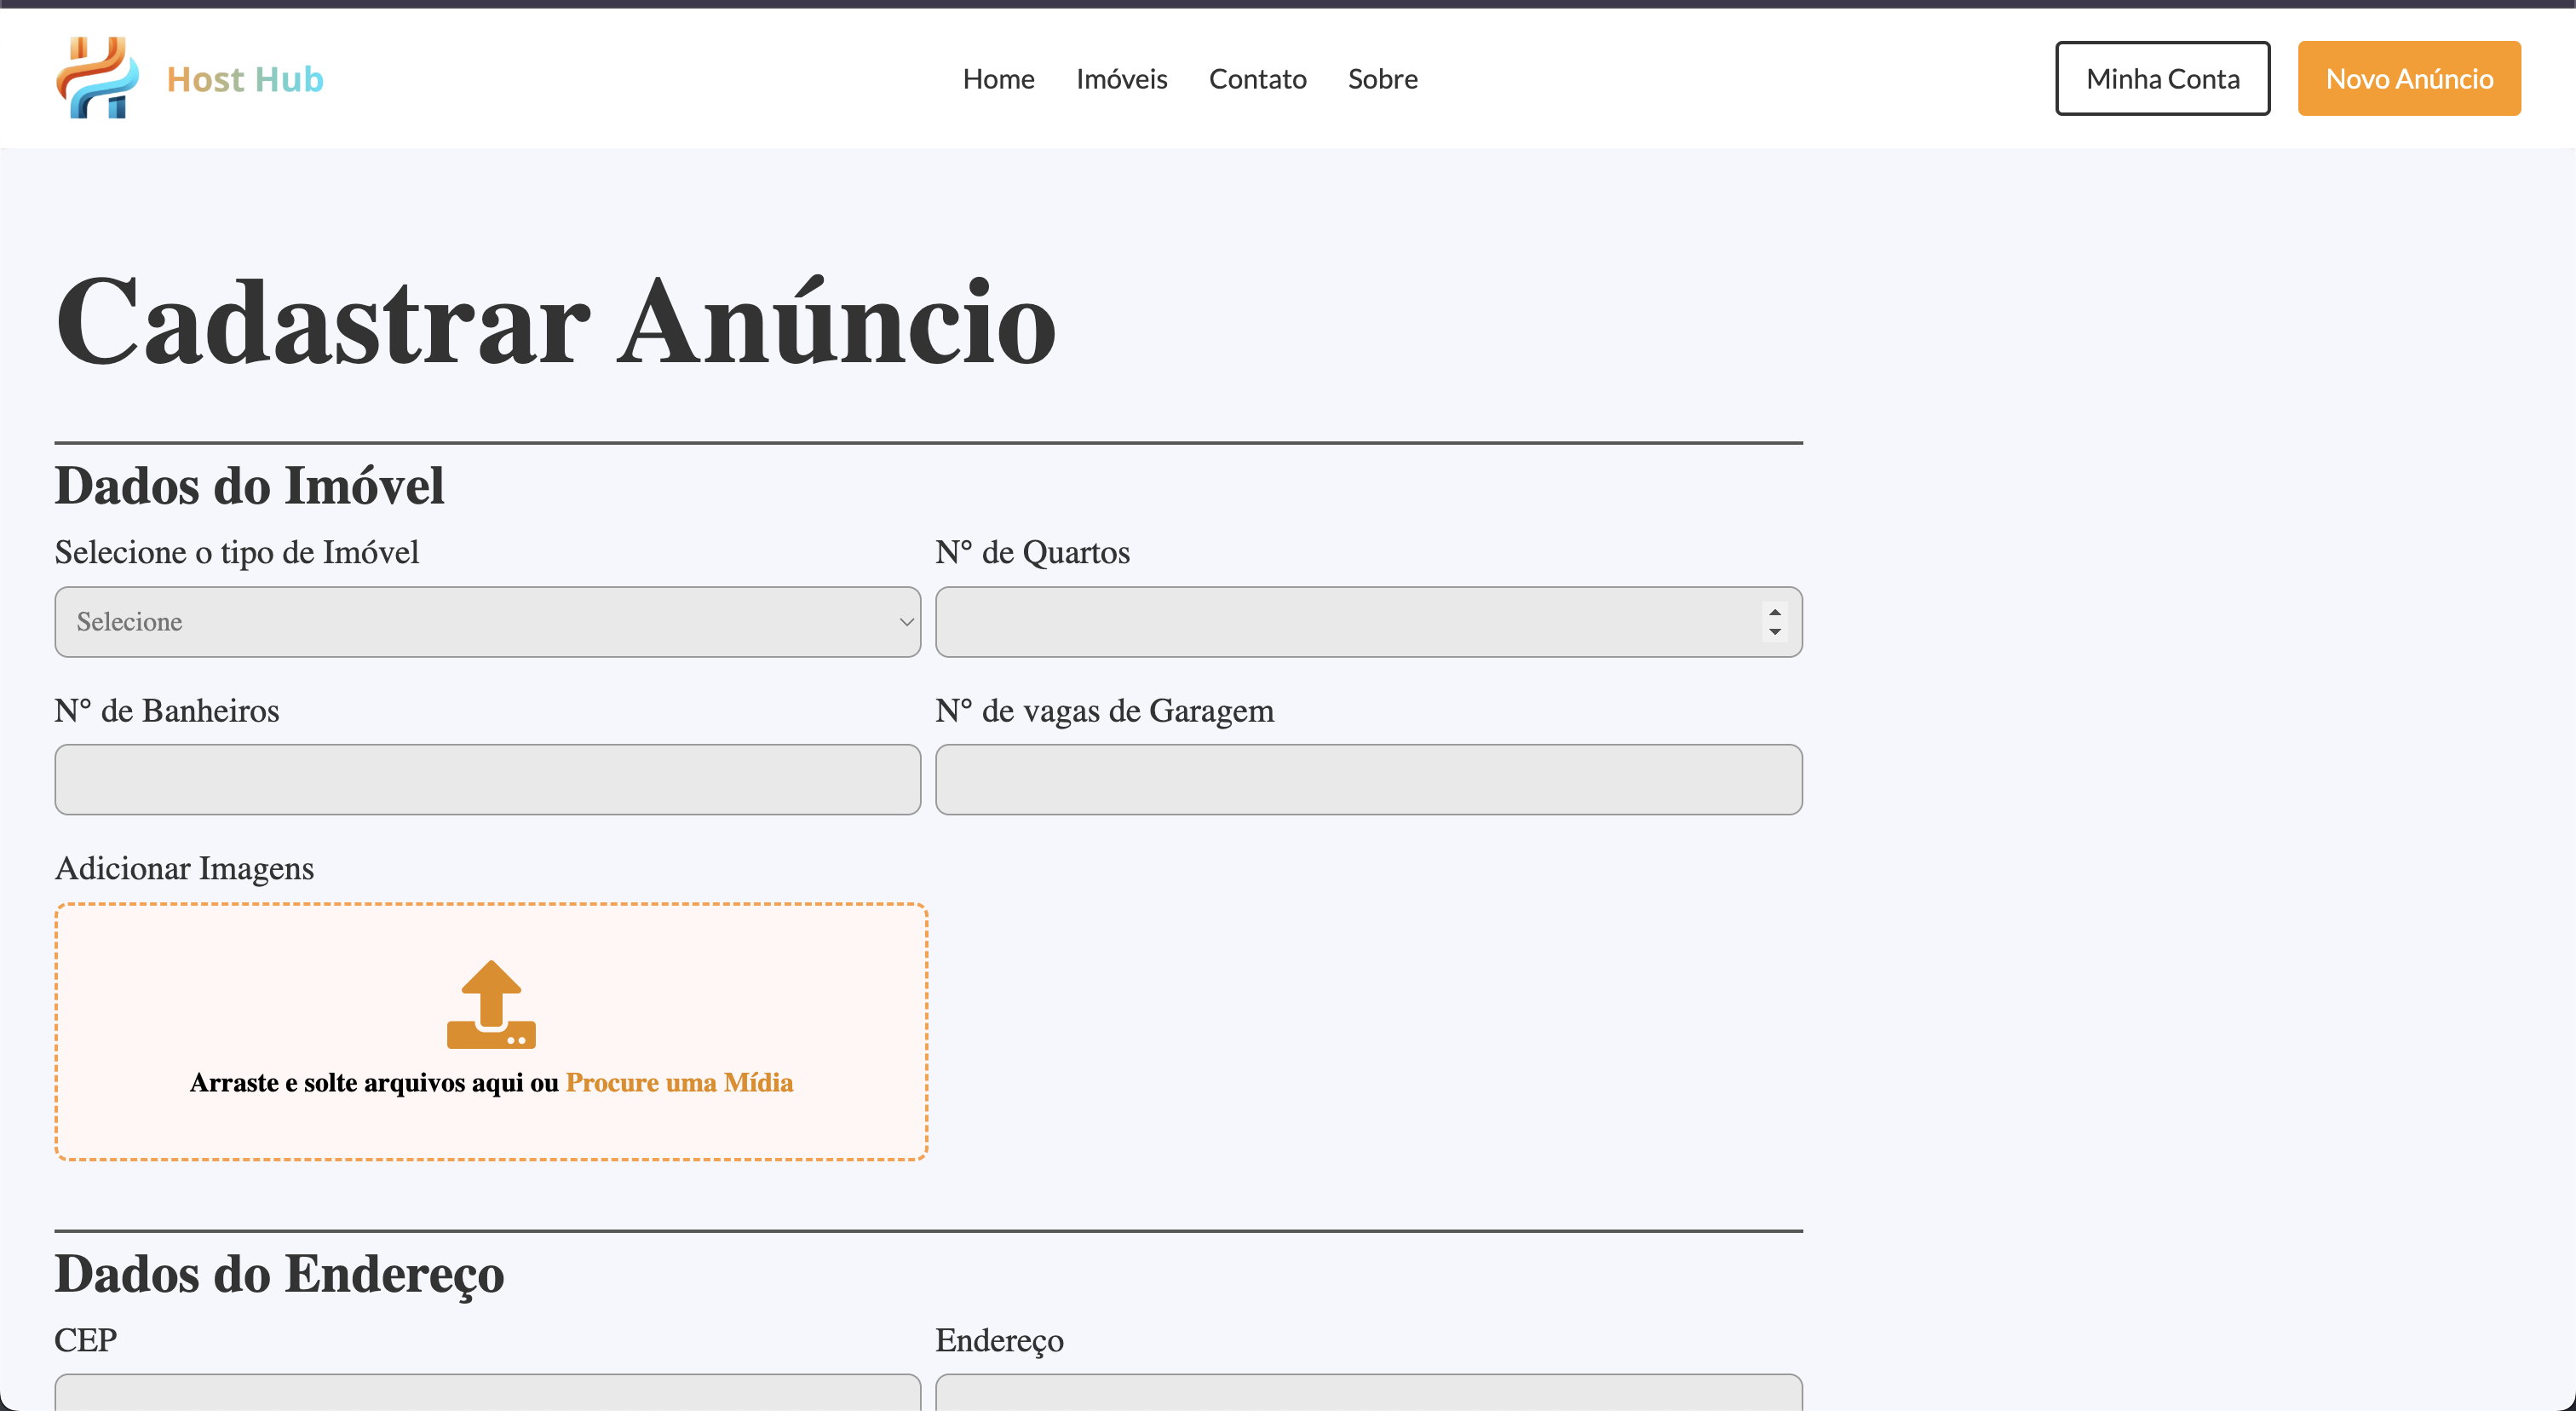 Host Hub
Home Imóveis Contato Sobre
Minha Conta Novo Anúncio
Cadastrar Anúncio
Dados do Imóvel
Selecione o tipo de Imóvel N° de Quartos
Selecione
N° de Banheiros N° de vagas de Garagem
Adicionar Imagens
Arraste e solte arquivos aqui ou Procure uma Mídia
Dados do Endereço
CEP Endereço